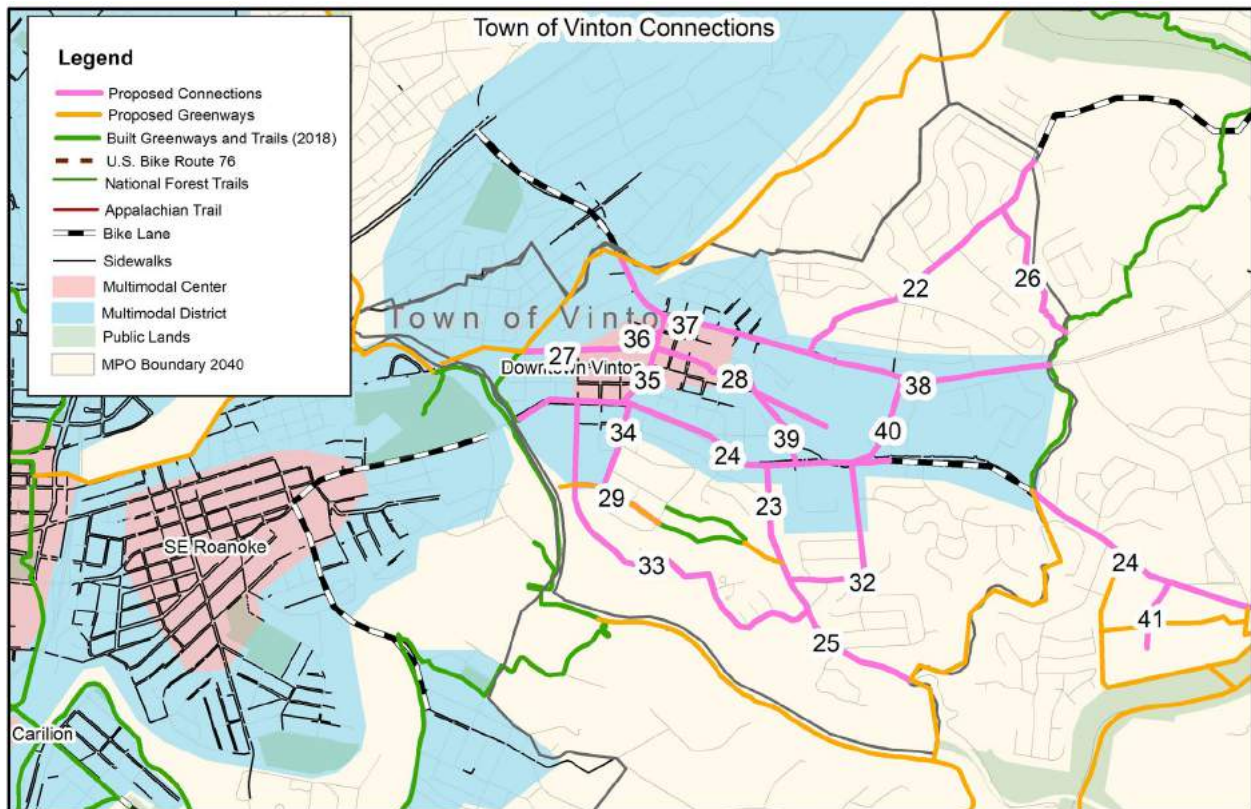 Town of Vinton Connections
Legend
Proposed Connections
Proposed Greenways
Built Greenways and Trails (2018)
U.S. Bike Route 76
National Forest Trails
Appalachian Trail
Bike Lane
Sidewalks
Multimodal Center
Multimodal District
Public Lands
MPO Boundary 2040
22
26
Town of Vinton
37
36
27
Downtown Vinton
35
28
38
34
39
40
24
29
23
SE Roanoke
33
32
24
25
41
Carilion